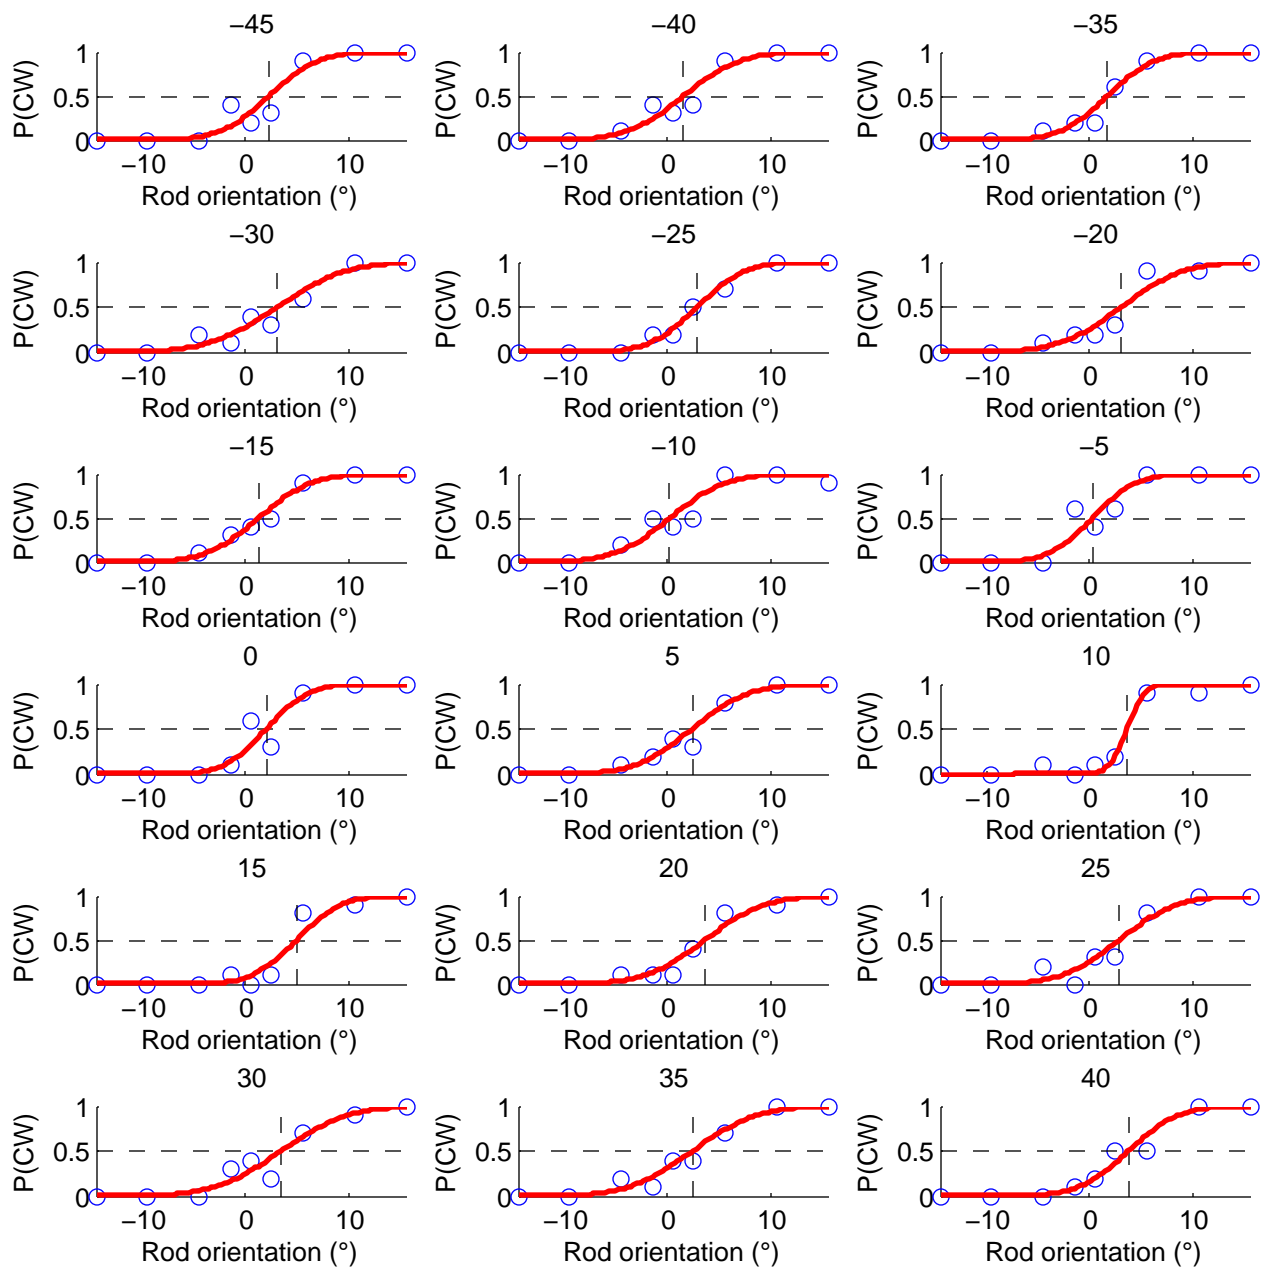 −45 −40 −35
P(CW) 1 0.5 0 P(CW) 1 0.5 0 P(CW) 1 0.5 0
−10 0 10 −10 0 10 −10 0 10
Rod orientation (°) Rod orientation (°) Rod orientation (°)
−30 −25 −20
P(CW) 1 0.5 0 P(CW) 1 0.5 0 P(CW) 1 0.5 0
−10 0 10 −10 0 10 −10 0 10
Rod orientation (°) Rod orientation (°) Rod orientation (°)
−15 −10 −5
P(CW) 1 0.5 0 P(CW) 1 0.5 0 P(CW) 1 0.5 0
−10 0 10 −10 0 10 −10 0 10
Rod orientation (°) Rod orientation (°) Rod orientation (°)
0 5 10
P(CW) 1 0.5 0 P(CW) 1 0.5 0 P(CW) 1 0.5 0
−10 0 10 −10 0 10 −10 0 10
Rod orientation (°) Rod orientation (°) Rod orientation (°)
15 20 25
P(CW) 1 0.5 0 P(CW) 1 0.5 0 P(CW) 1 0.5 0
−10 0 10 −10 0 10 −10 0 10
Rod orientation (°) Rod orientation (°) Rod orientation (°)
30 35 40
P(CW) 1 0.5 0 P(CW) 1 0.5 0 P(CW) 1 0.5 0
−10 0 10 −10 0 10 −10 0 10
Rod orientation (°) Rod orientation (°) Rod orientation (°)